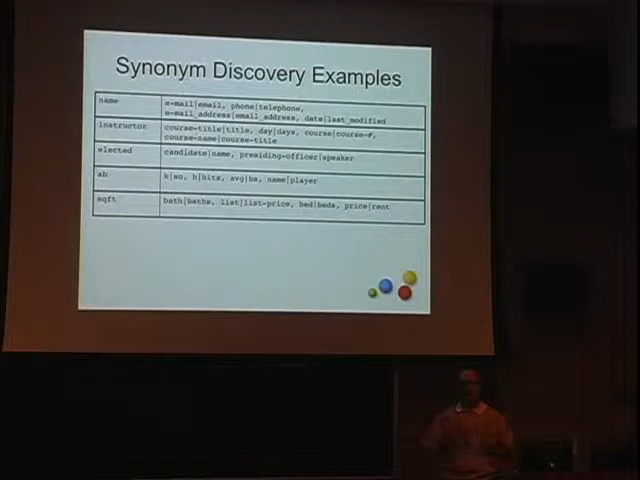 Synonym Discovery Examples
name
e-mail|email, phone|telephone,
e-mail_address|email_address, date|last_modified
instructor
course-title|title, day|days, course|course-#,
course-name|course-title
elected
candidate|name, presiding-officer|speaker
ab
k|so, h|hits, avg|ba, name|player
sqft
bath|baths, list|list-price, bed|beds, price|rent